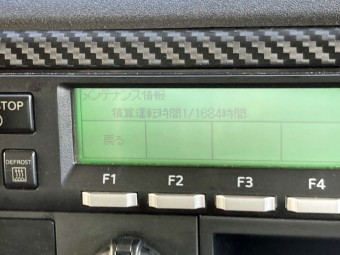 メンテナンス情報
積算運転時間1/1684時間
戻る
STOP
DEFROST
F1 F2 F3 F4